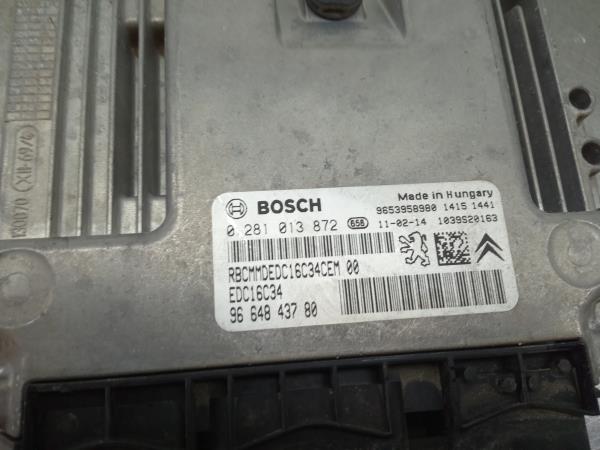 BOSCH
Made in Hungary
9653958980 1415 1441
0 281 013 872 656 11-02-14 1039S20163
RBCMMDEDC16C34CEM 00
EDC16C34
96 648 437 80